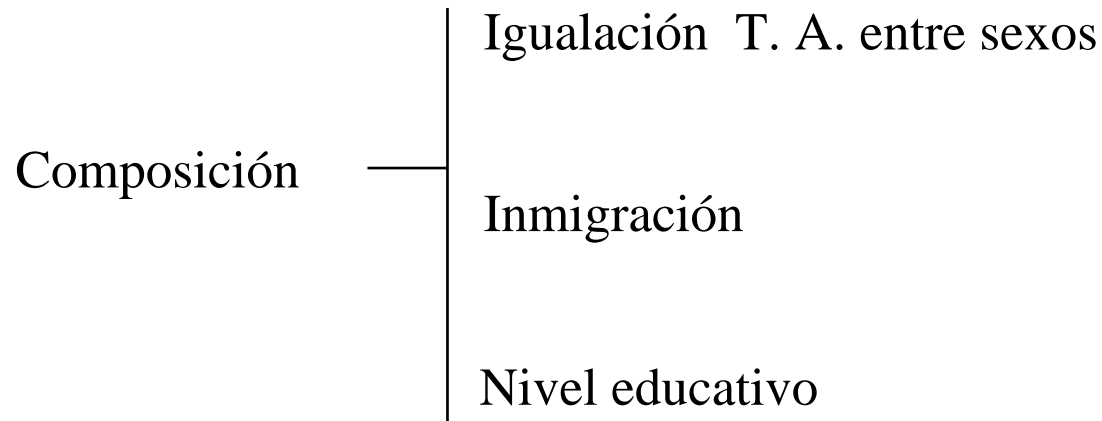 Igualación T. A. entre sexos
Composición
Inmigración
Nivel educativo